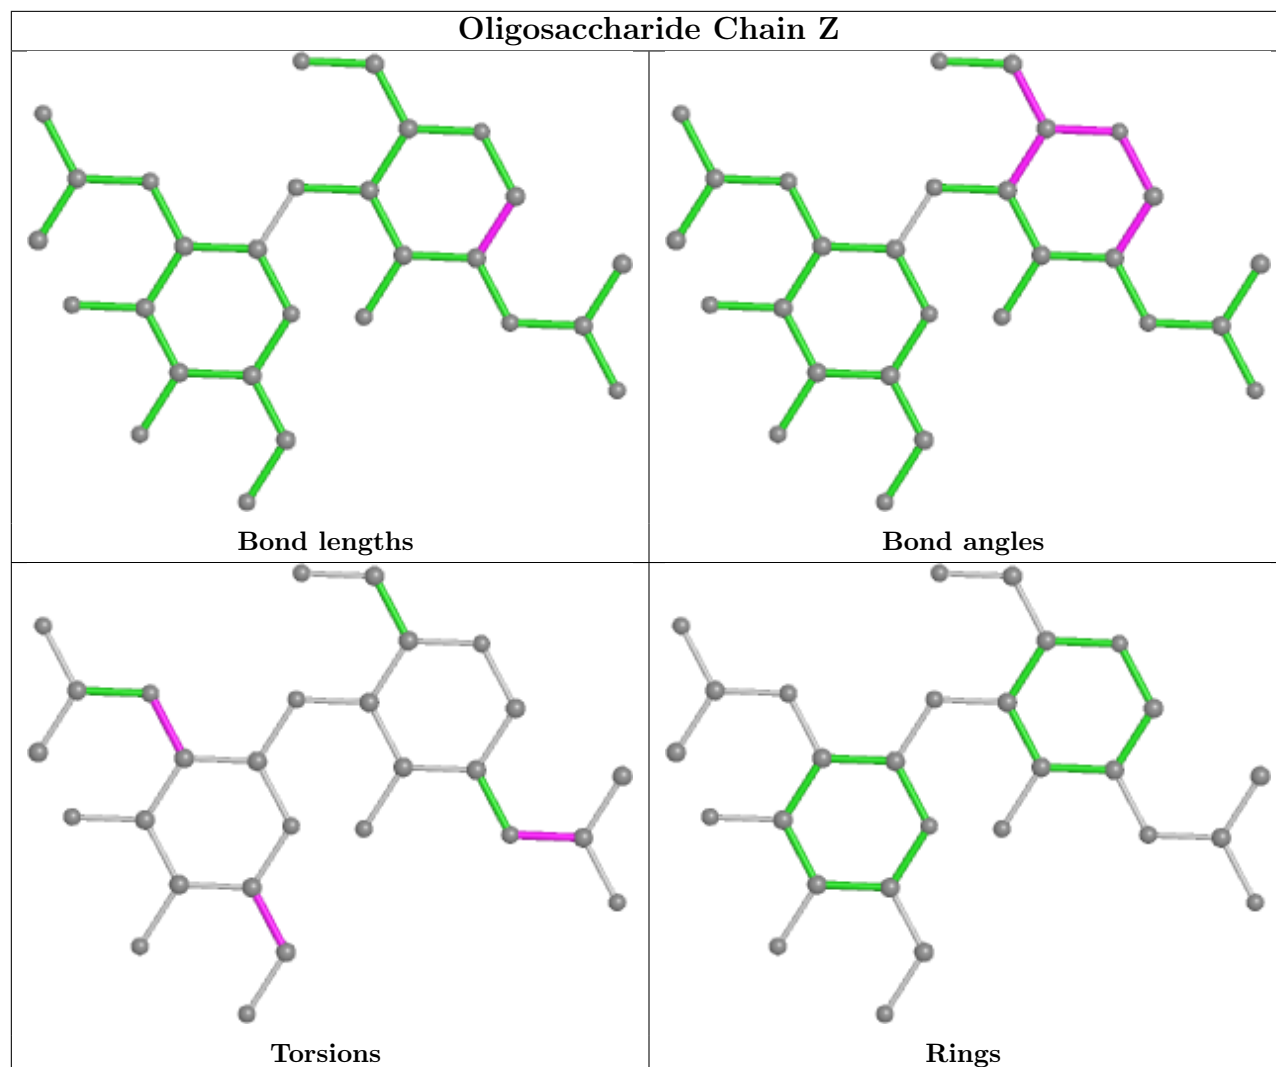 Oligosaccharide Chain Z
Bond lengths
Bond angles
Torsions
Rings